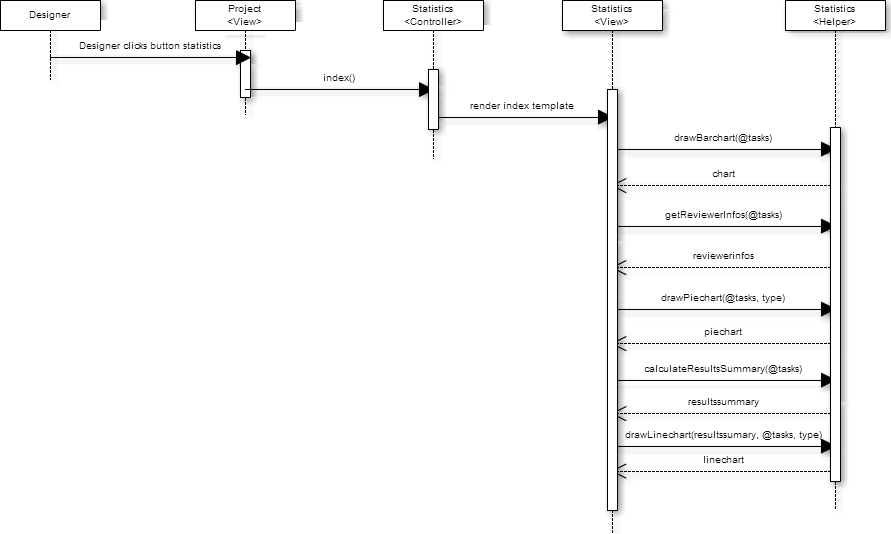 Designer
Project
<View>
Statistics
<Controller>
Statistics
<View>
Statistics
<Helper>
Designer clicks button statistics
index()
render index template
drawBarchart(@tasks)
chart
getReviewerInfos(@tasks)
reviewerinfos
drawPiechart(@tasks, type)
piechart
calculateResultsSummary(@tasks)
resultssummary
drawLinechart(resultssumary, @tasks, type)
linechart